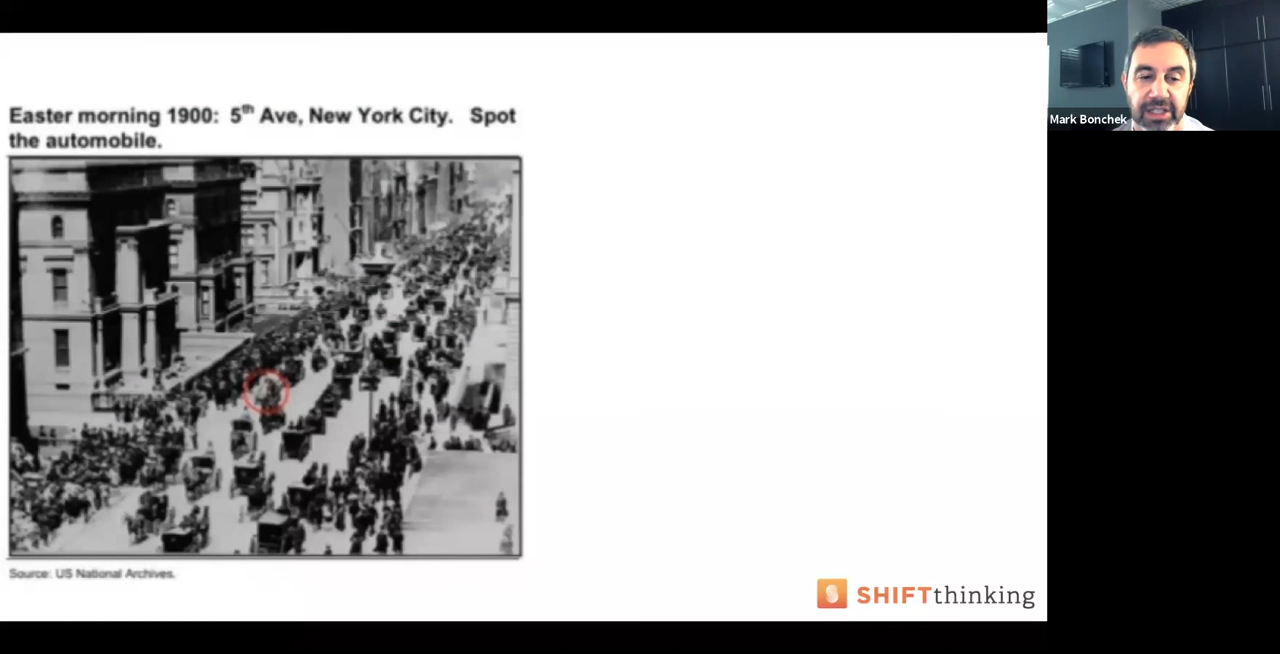 Easter morning 1900: 5th Ave, New York City. Spot
the automobile.
Source: US National Archives.
SHIFTthinking
Mark Bonchek